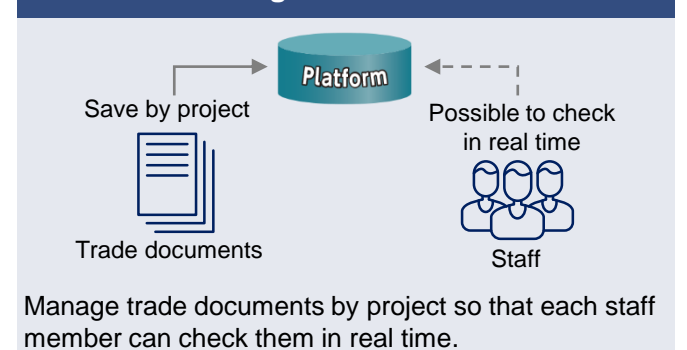 Platform
Save by project
Possible to check
in real time
Trade documents
Staff
Manage trade documents by project so that each staff
member can check them in real time.